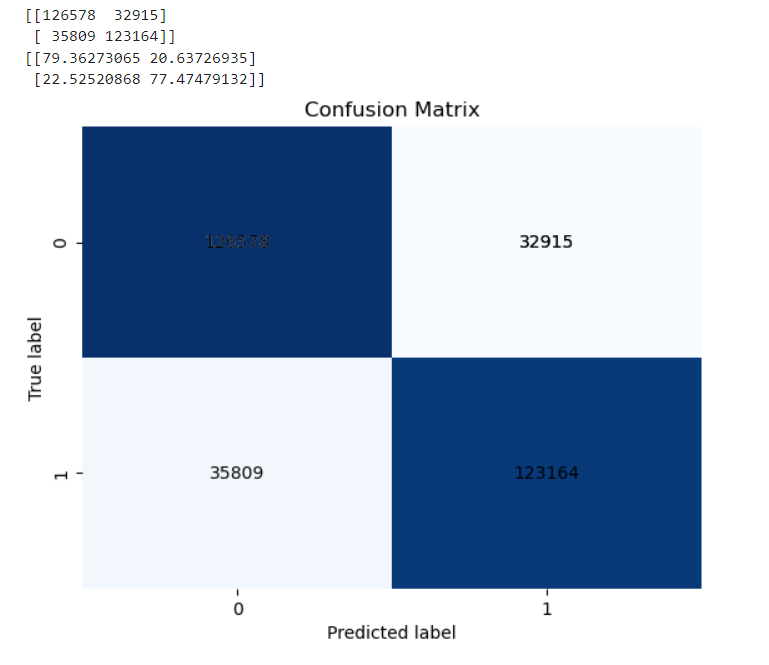 [[126578  32915]
 [ 35809 123164]]
[[79.36273065 20.63726935]
 [22.52520868 77.47479132]]
Confusion Matrix
0
126578
32915
True label
1
35809
123164
0
1
Predicted label